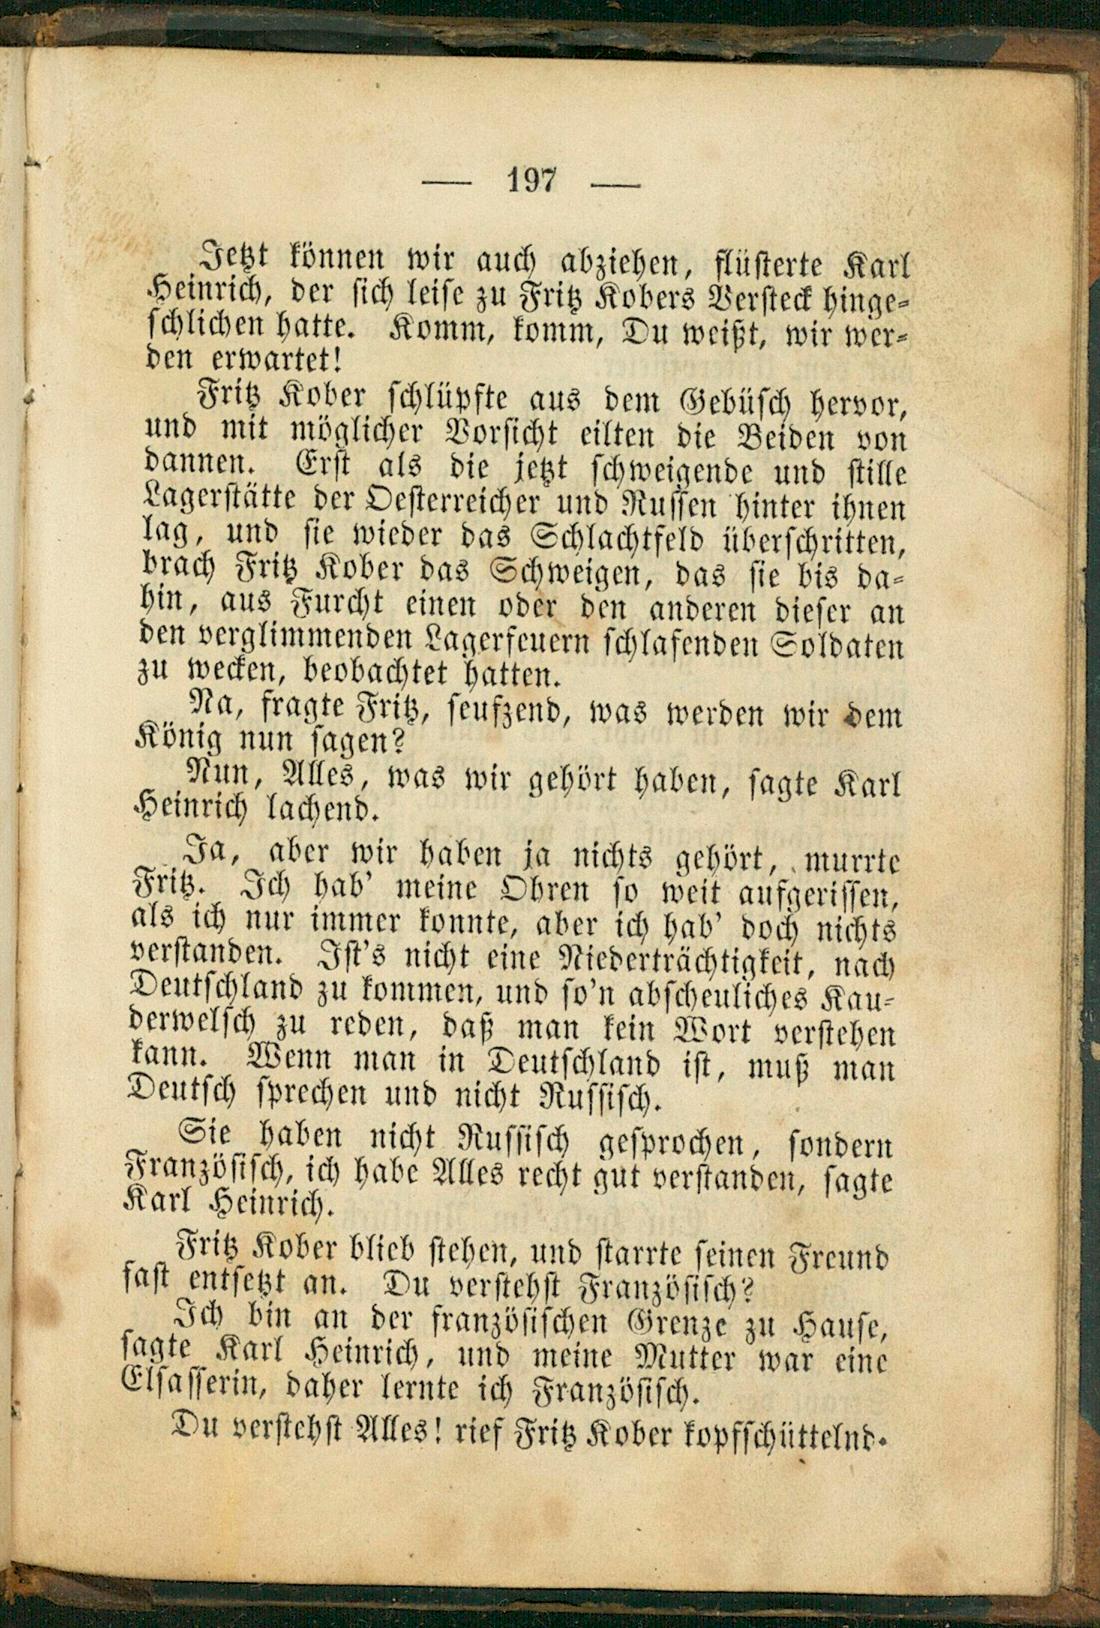 — 197 —
Jetzt können wir auch abziehen, flüsterte Karl
Heinrich, der sich leise zu Fritz Kobers Versteck hinge-
schlichen hatte. Komm, komm, Du weißt, wir wer-
den erwartet!
Fritz Kober schlüpfte aus dem Gebüsch hervor,
und mit möglicher Vorsicht eilten die Beiden von
dannen. Erst als die jetzt schweigende und stille
Lagerstätte der Oesterreicher und Russen hinter ihnen
lag, und sie wieder das Schlachtfeld überschritten,
brach Fritz Kober das Schweigen, das sie bis da-
hin, aus Furcht einen oder den anderen dieser an
den verglimmenden Lagerfeuern schlafenden Soldaten
zu wecken, beobachtet hatten.
Na, fragte Fritz, seufzend, was werden wir dem
König nun sagen?
Nun, Alles, was wir gehört haben, sagte Karl
Heinrich lachend.
Ja, aber wir haben ja nichts gehört, murrte
Fritz. Ich hab' meine Ohren so weit aufgerissen,
als ich nur immer konnte, aber ich hab' doch nichts
verstanden. Ist's nicht eine Niederträchtigkeit, nach
Deutschland zu kommen, und so'n abscheuliches Kau-
derwelsch zu reden, daß man kein Wort verstehen
kann. Wenn man in Deutschland ist, muß man
Deutsch sprechen und nicht Russisch.
Sie haben nicht Russisch gesprochen, sondern
Französisch, ich habe Alles recht gut verstanden, sagte
Karl Heinrich.
Fritz Kober blieb stehen, und starrte seinen Freund
fast entsetzt an. Du verstehst Französisch?
Ich bin an der französischen Grenze zu Hause,
sagte Karl Heinrich, und meine Mutter war eine
Elsasserin, daher lernte ich Französisch.
Du verstehst Alles! rief Fritz Kober kopfschüttelnd.